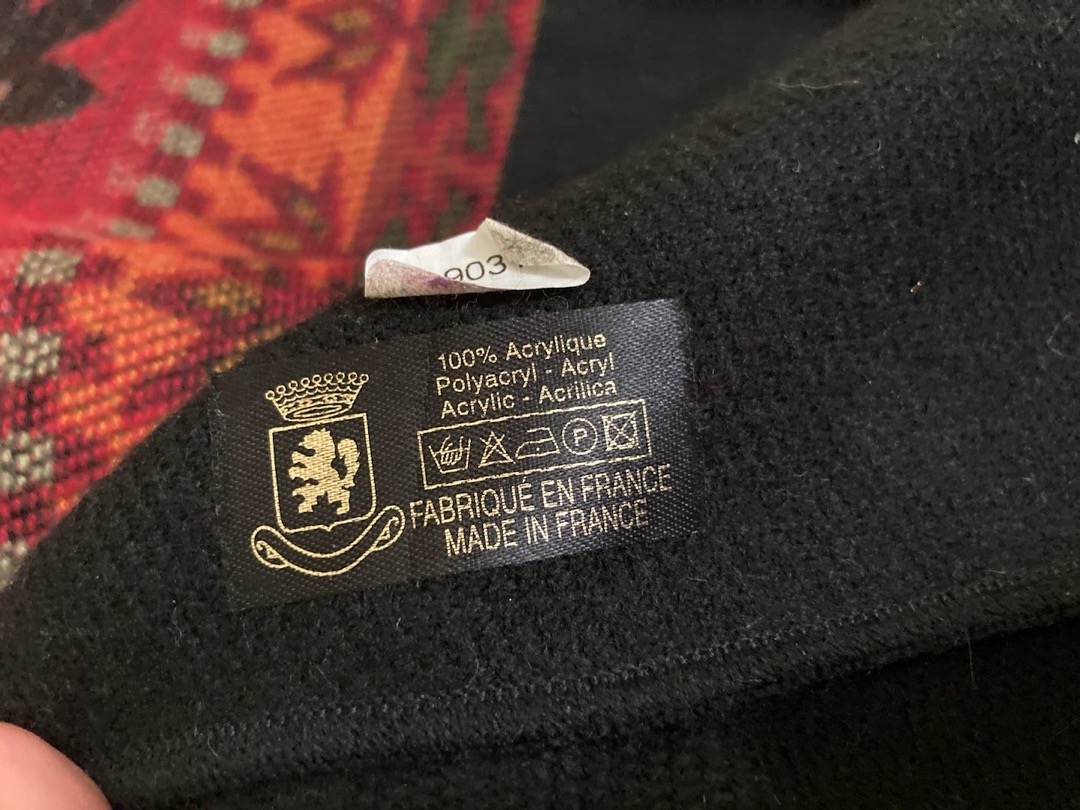 903
100% Acrylique
Polyacryl - Acryl
Acrylic - Acrilica
P
FABRIQUÉ EN FRANCE
MADE IN FRANCE